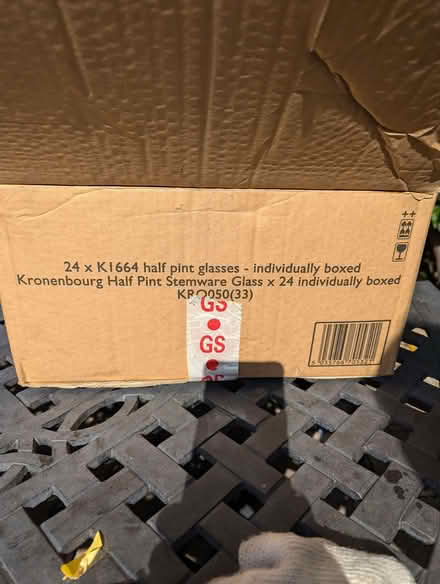 24 x K1664 half pint glasses - individually boxed
Kronenbourg Half Pint Stemware Glass x 24 individually boxed
KRO050(33)
GS
GS